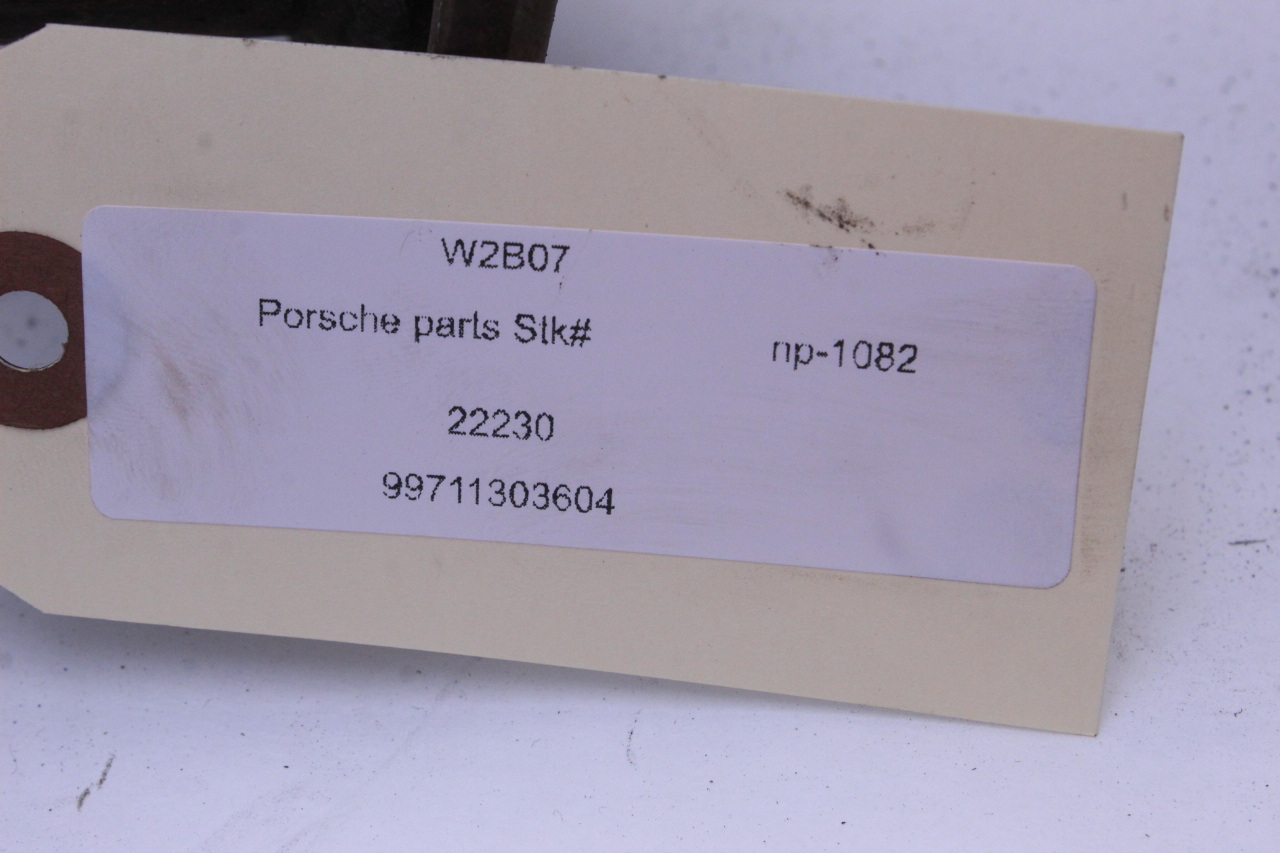 W2B07
Porsche parts Stk# np-1082
22230
99711303604